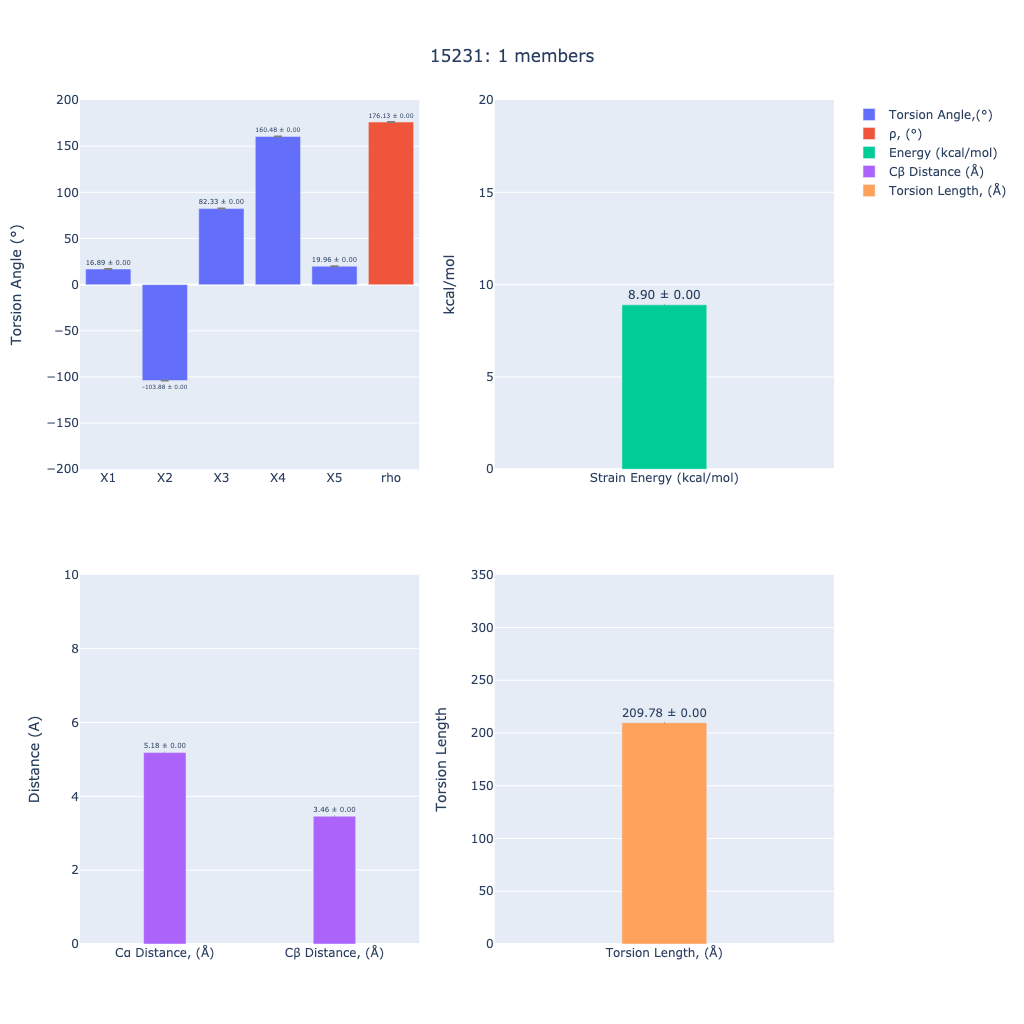 15231: 1 members
Torsion Angle (°)
200
150
100
50
0
−50
−100
−150
−200
16.89 ± 0.00
-103.88 ± 0.00
82.33 ± 0.00
160.48 ± 0.00
19.96 ± 0.00
176.13 ± 0.00
X1
X2
X3
X4
X5
rho
kcal/mol
20
15
10
5
0
8.90 ± 0.00
Strain Energy (kcal/mol)
Torsion Angle,(°)
ρ, (°)
Energy (kcal/mol)
Cβ Distance (Å)
Torsion Length, (Å)
Distance (A)
10
8
6
4
2
0
5.18 ± 0.00
3.46 ± 0.00
Cα Distance, (Å)
Cβ Distance, (Å)
Torsion Length
350
300
250
200
150
100
50
0
209.78 ± 0.00
Torsion Length, (Å)